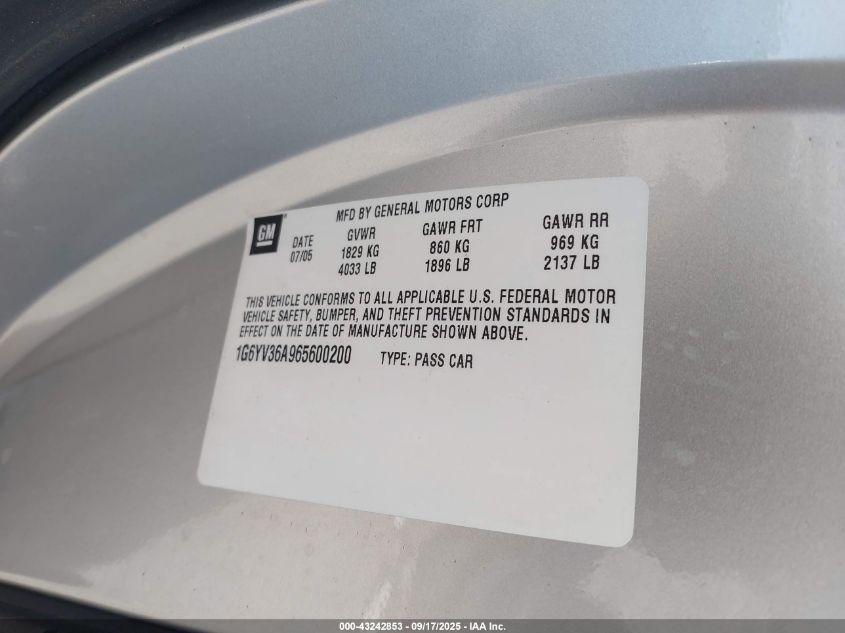 MFD BY GENERAL MOTORS CORP
GM
DATE GVWR GAWR FRT GAWR RR
07/05 1829 KG 860 KG 969 KG
4033 LB 1896 LB 2137 LB
THIS VEHICLE CONFORMS TO ALL APPLICABLE U.S. FEDERAL MOTOR
VEHICLE SAFETY, BUMPER, AND THEFT PREVENTION STANDARDS IN
EFFECT ON THE DATE OF MANUFACTURE SHOWN ABOVE.
1G6YV36A965600200 TYPE: PASS CAR
000-43242853 - 09/17/2025 - IAA Inc.